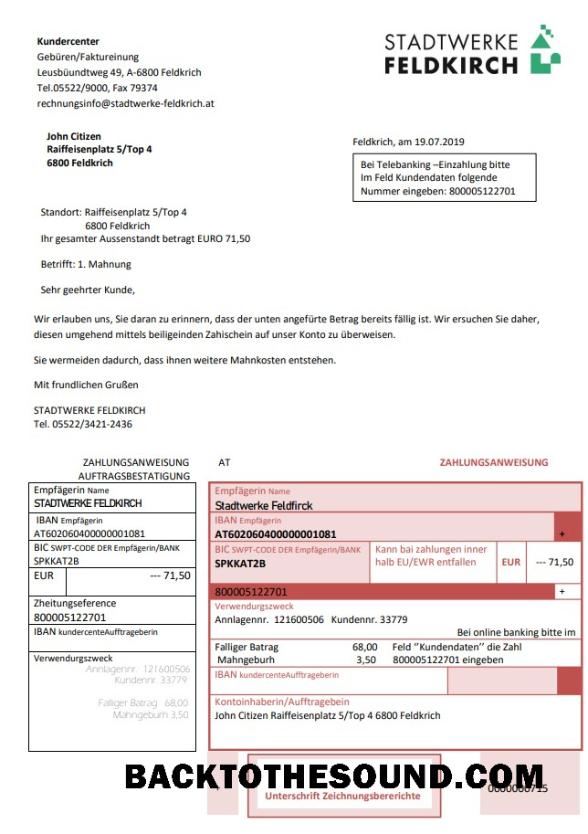 Kundercenter
Gebüren/Faktureinung
Leusbüundtweg 49, A-6800 Feldkirch
Tel.05522/9000, Fax 79374
rechnungsinfo@stadtwerke-feldkrich.at
STADTWERKE
FELDKIRCH
John Citizen
Raiffeisenplatz 5/Top 4
6800 Feldkrich
Feldkrich, am 19.07.2019
Bei Telebanking –Einzahlung bitte
Im Feld Kundendaten folgende
Nummer eingeben: 800005122701
Standort: Raiffeisenplatz 5/Top 4
6800 Feldkrich
Ihr gesamter Aussenstandt betragt EURO 71,50
Betrifft: 1. Mahnung
Sehr geehrter Kunde,
Wir erlauben uns, Sie daran zu erinnern, dass der unten angefürte Betrag bereits fällig ist. Wir ersuchen Sie daher,
diesen umgehend mittels beiligeinden Zahischein auf unser Konto zu überweisen.
Sie wermeiden dadurch, dass ihnen weitere Mahnkosten entstehen.
Mit frundlichen Grußen
STADTWERKE FELDKIRCH
Tel. 05522/3421-2436
ZAHLUNGSANWEISUNG
AUFTRAGSBESTATIGUNG
Empfägerin Name
STADTWERKE FELDKIRCH
IBAN Empfägerin
AT602060400000001081
BIC SWPT-CODE DER Empfägerin/BANK
SPKKAT2B
EUR --- 71,50
Zheitungseference
800005122701
IBAN kundercenteAufftrageberin
Verwendungszweck
Annlagennr. 121600506
Kundennr. 33779
Falliger Batrag 68,00
Mahngeburh 3,50
AT ZAHLUNGSANWEISUNG
Empfägerin Name
Stadtwerke Feldfirck
IBAN Empfägerin
AT602060400000001081 +
BIC SWPT-CODE DER Empfägerin/BANK
SPKKAT2B
Kann bai zahlungen inner
halb EU/EWR entfallen
EUR --- 71,50
800005122701 +
Verwendungszweck
Annlagennr. 121600506 Kundennr. 33779
Bei online banking bitte im
Falliger Batrag 68,00 Feld ‘‘Kundendaten’’ die Zahl
Mahngeburh 3,50 800005122701 eingeben
IBAN kundercenteAufftrageberin
Kontoinhaberin/Aufftragebein
John Citizen Raiffeisenplatz 5/Top 4 6800 Feldkrich
BACKTOTHESOUND.COM
+
Unterschrift Zeichnungsbereichte